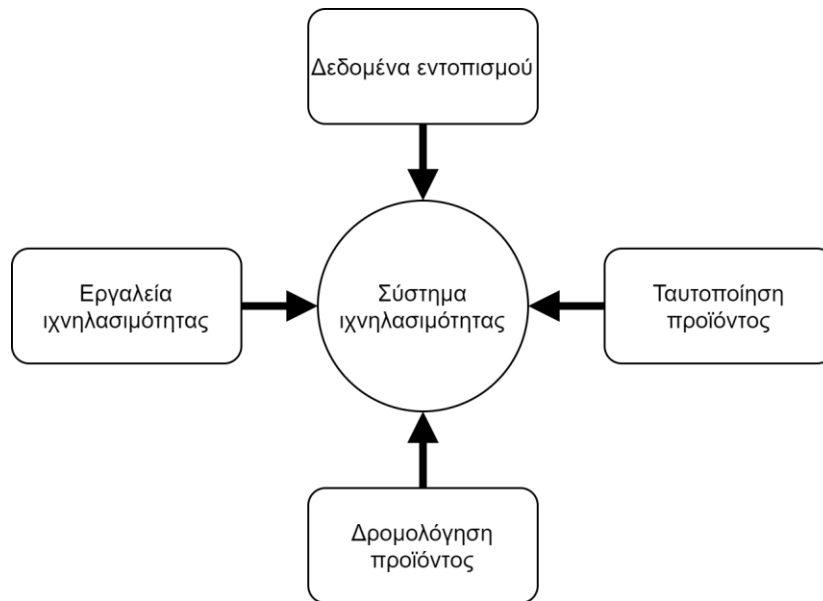 Δεδομένα εντοπισμού
Εργαλεία
ιχνηλασιμότητας
Σύστημα
ιχνηλασιμότητας
Ταυτοποίηση
προϊόντος
Δρομολόγηση
προϊόντος